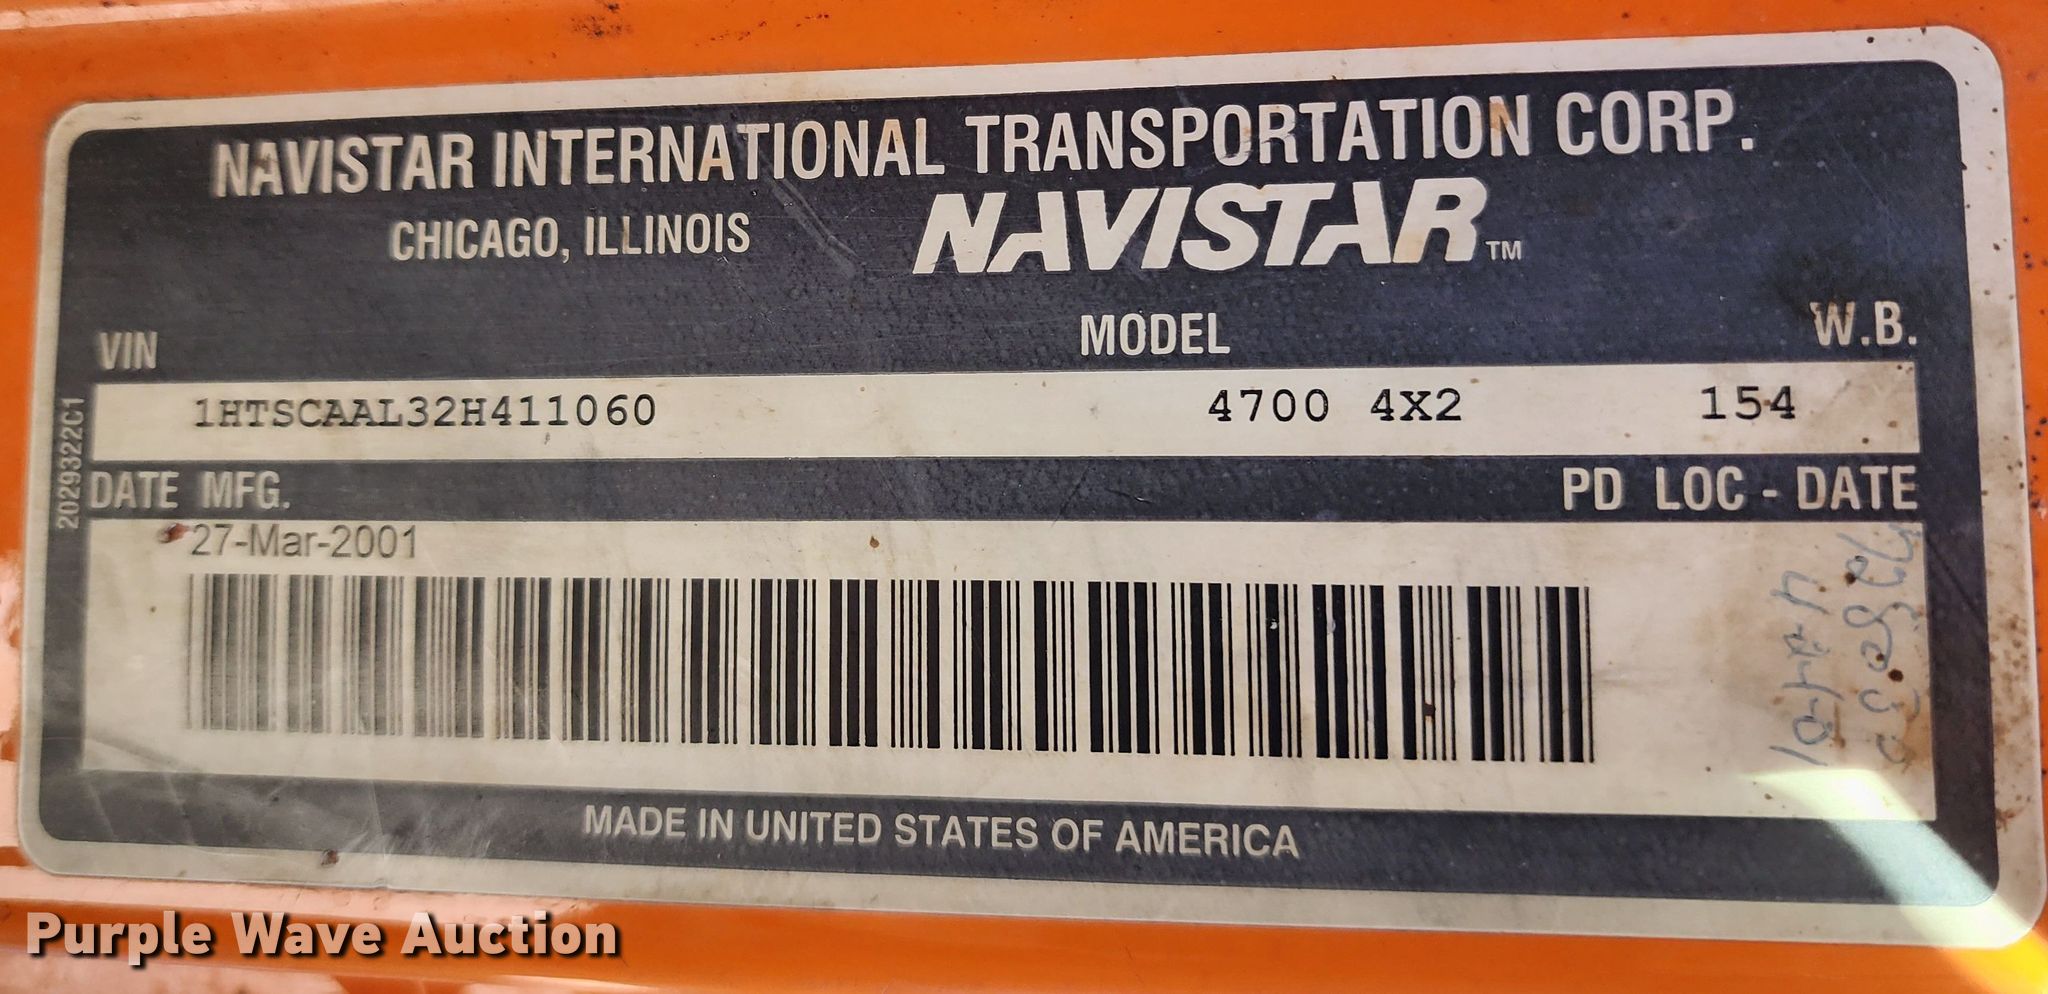 NAVISTAR INTERNATIONAL TRANSPORTATION CORP.
CHICAGO, ILLINOIS
NAVISTAR™
VIN MODEL W.B.
1HTSCAAL32H411060 4700 4X2 154
2029322C1
DATE MFG. PD LOC - DATE
27-Mar-2001
MADE IN UNITED STATES OF AMERICA
Purple Wave Auction